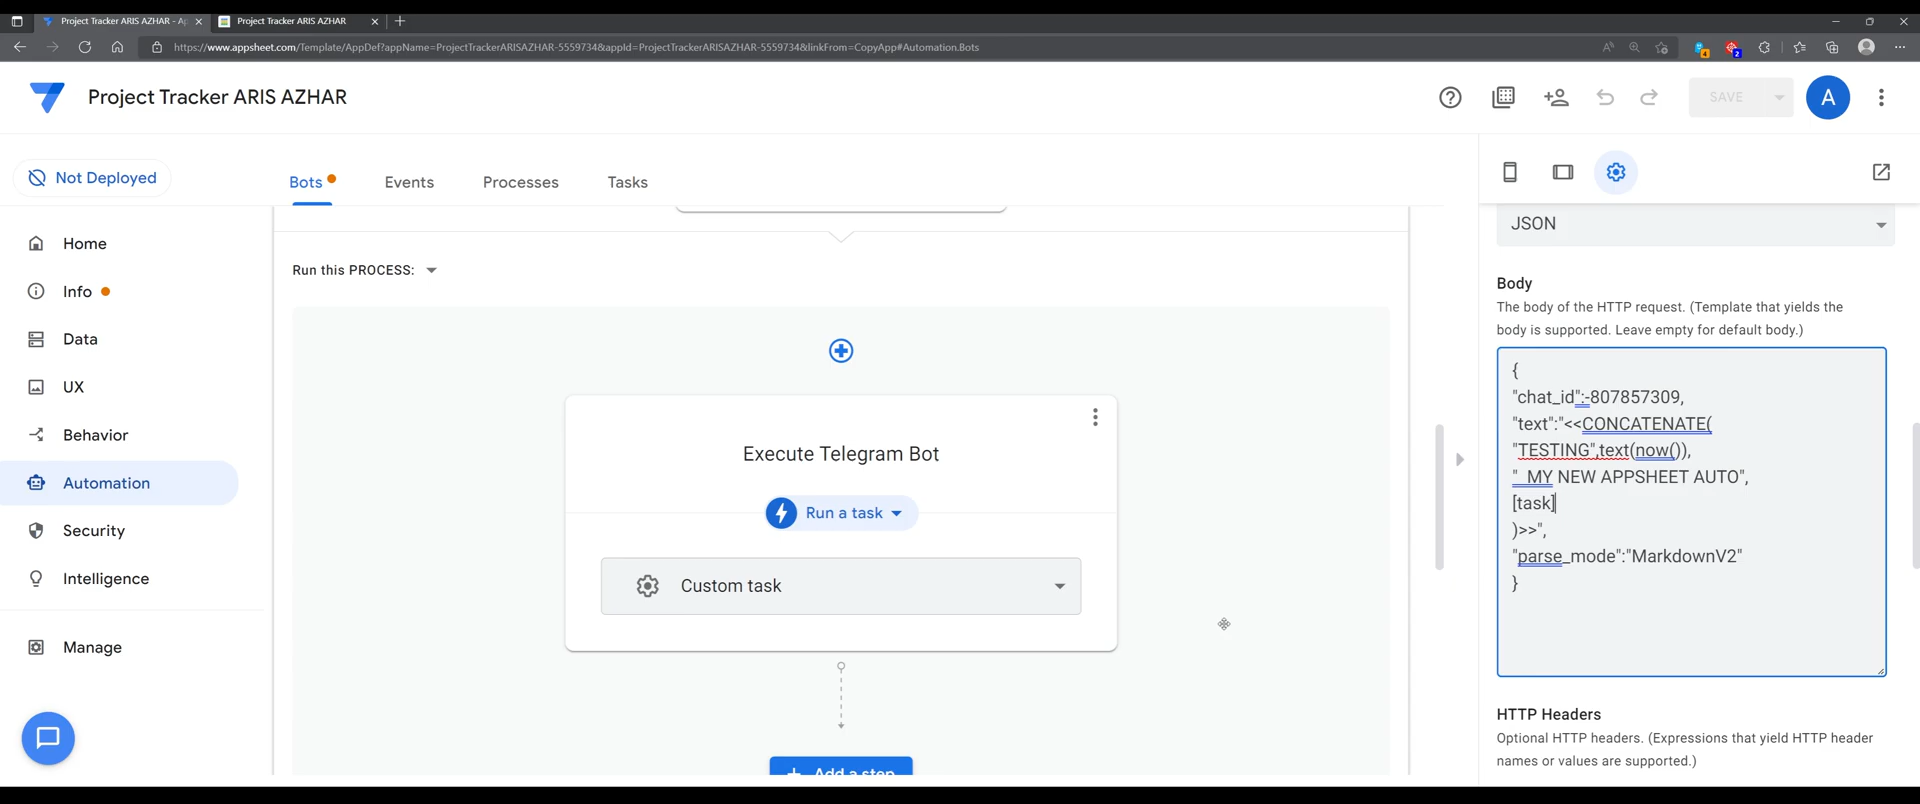 Project Tracker ARIS AZHAR - Ap
Project Tracker ARIS AZHAR
https://www.appsheet.com/Template/AppDef?appName=ProjectTrackerARISAZHAR-5559734&appId=ProjectTrackerARISAZHAR-5559734&linkFrom=CopyApp#Automation.Bots
4
2
Project Tracker ARIS AZHAR
SAVE
A
Not Deployed
Bots
Events
Processes
Tasks
Home
Info
Data
UX
Behavior
Automation
Security
Intelligence
Manage
Run this PROCESS:
Execute Telegram Bot
Run a task
Custom task
+ Add a step
JSON
Body
The body of the HTTP request. (Template that yields the
body is supported. Leave empty for default body.)
{
"chat_id":-807857309,
"text":"<<CONCATENATE(
"TESTING",text(now()),
"  MY NEW APPSHEET AUTO",
[task]
)>>",
"parse_mode":"MarkdownV2"
}
HTTP Headers
Optional HTTP headers. (Expressions that yield HTTP header
names or values are supported.)